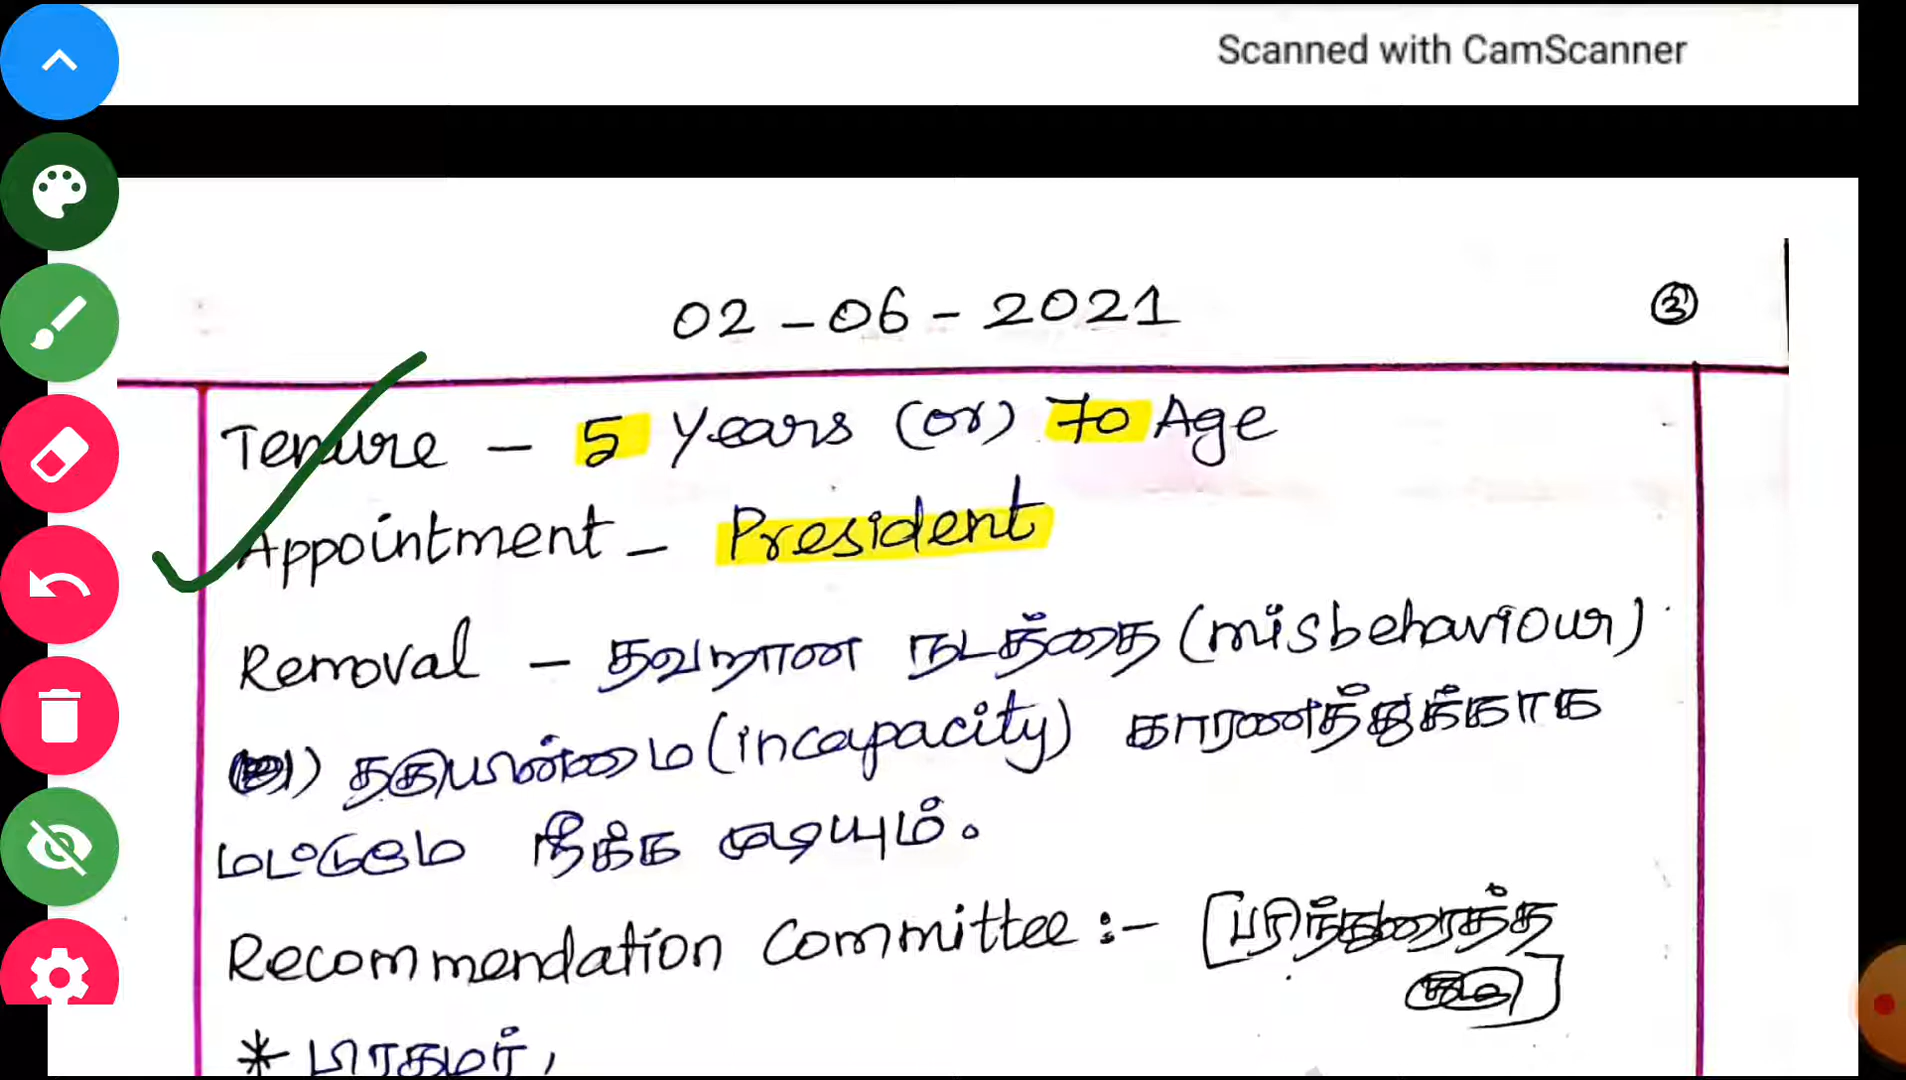 Scanned with CamScanner
02 - 06 - 2021
3
Tenure - 5 Years (or) 70 Age
Appointment - President
Removal - தவறான நடத்தை (misbehaviour)
தகுயின்மை (incapacity) காரணத்துக்காக
மட்டுமே நீக்க முடியும்.
Recommendation Committee :- [பரிந்துரைத்த
குழு]
* பிரதமர்,